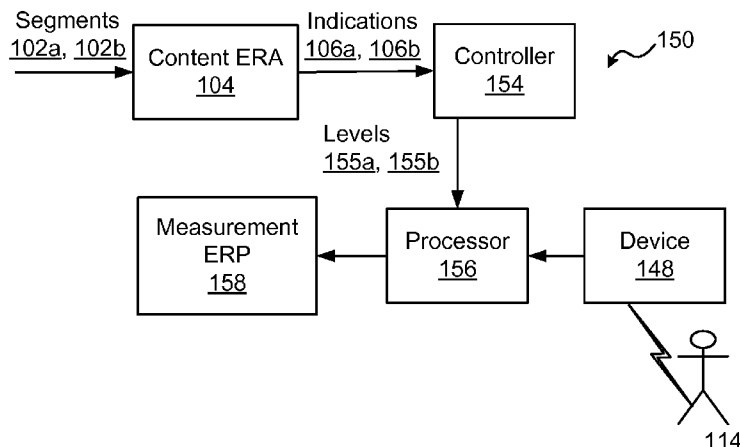 Segments
102a, 102b
Content ERA
104
Indications
106a, 106b
Controller
154
150
Levels
155a, 155b
Measurement
ERP
158
Processor
156
Device
148
114